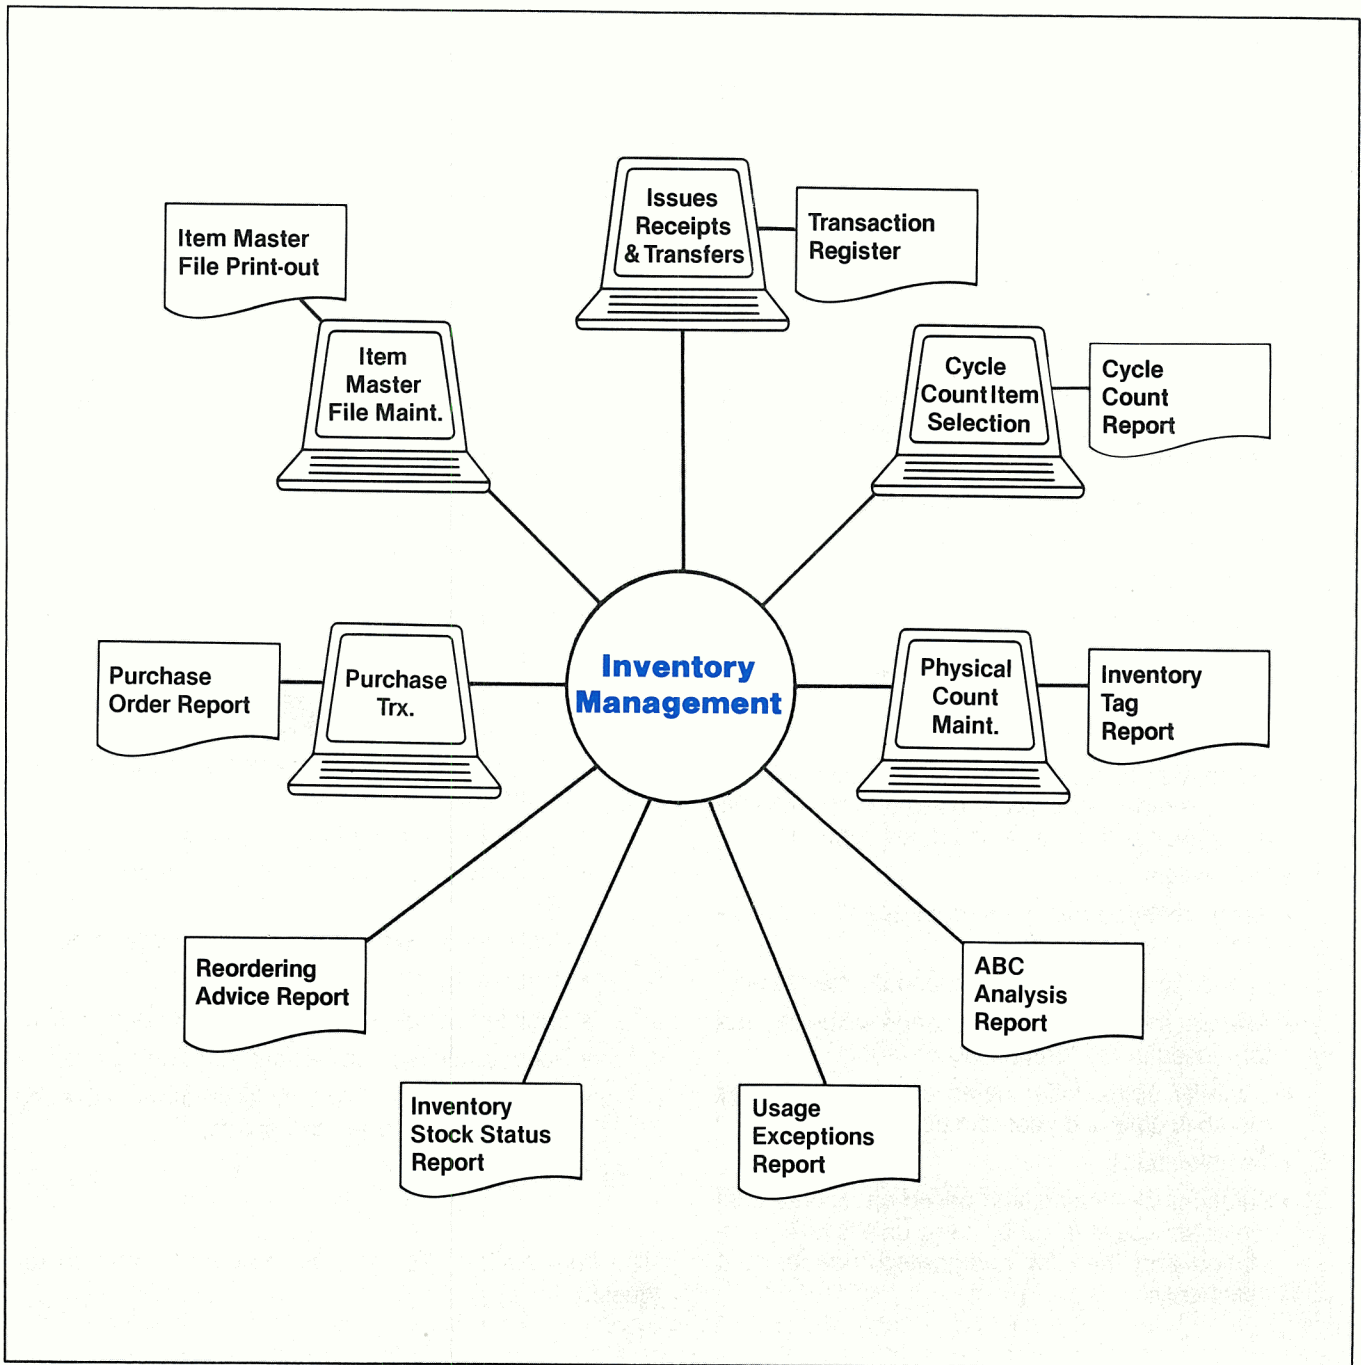 Issues
Receipts
& Transfers
Transaction
Register
Item Master
File Print-out
Item
Master
File Maint.
Cycle
Count Item
Selection
Cycle
Count
Report
Purchase
Order Report
Purchase
Trx.
Inventory
Management
Physical
Count
Maint.
Inventory
Tag
Report
Reordering
Advice Report
ABC
Analysis
Report
Inventory
Stock Status
Report
Usage
Exceptions
Report